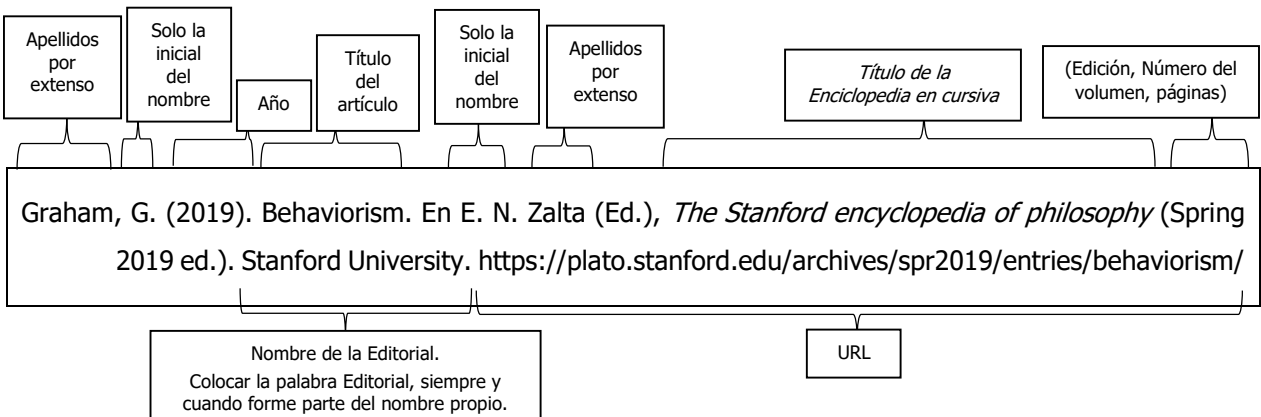 Apellidos
por
extenso
Solo la
inicial
del
nombre
Año
Título
del
artículo
Solo la
inicial
del
nombre
Apellidos
por
extenso
Título de la
Enciclopedia en cursiva
(Edición, Número del
volumen, páginas)
Graham, G. (2019). Behaviorism. En E. N. Zalta (Ed.), The Stanford encyclopedia of philosophy (Spring
2019 ed.). Stanford University. https://plato.stanford.edu/archives/spr2019/entries/behaviorism/
Nombre de la Editorial.
Colocar la palabra Editorial, siempre y
cuando forme parte del nombre propio.
URL